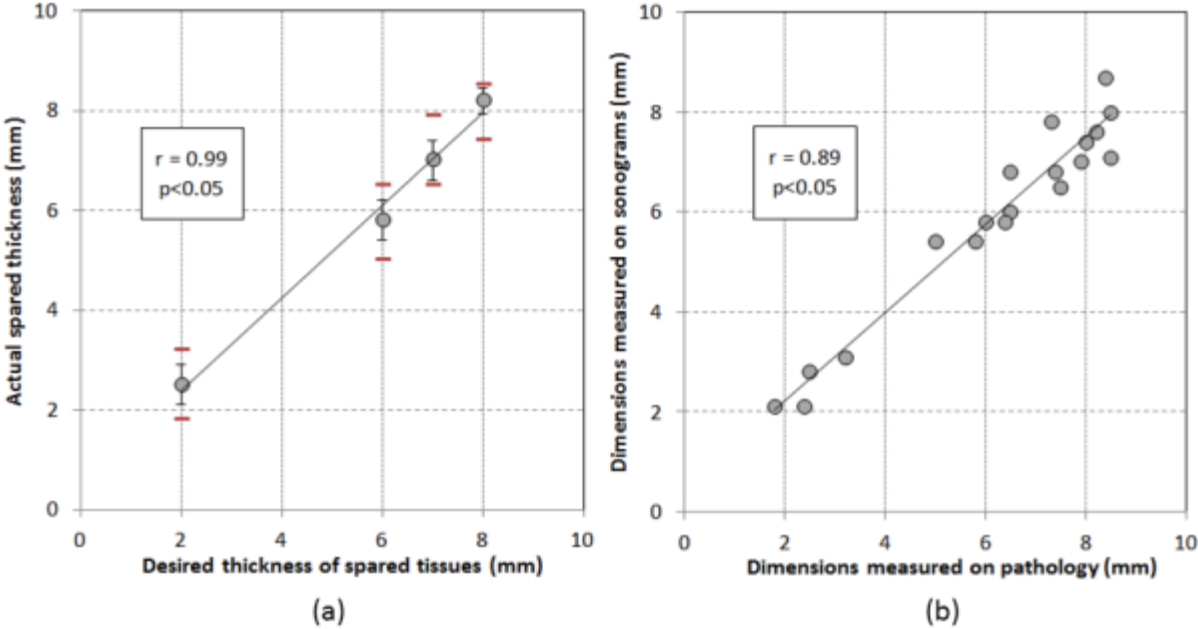 10
8
6
4
2
0
Actual spared thickness (mm)
r = 0.99
p<0.05
0 2 4 6 8 10
Desired thickness of spared tissues (mm)
(a)
10
8
6
4
2
0
Dimensions measured on sonograms (mm)
r = 0.89
p<0.05
0 2 4 6 8 10
Dimensions measured on pathology (mm)
(b)